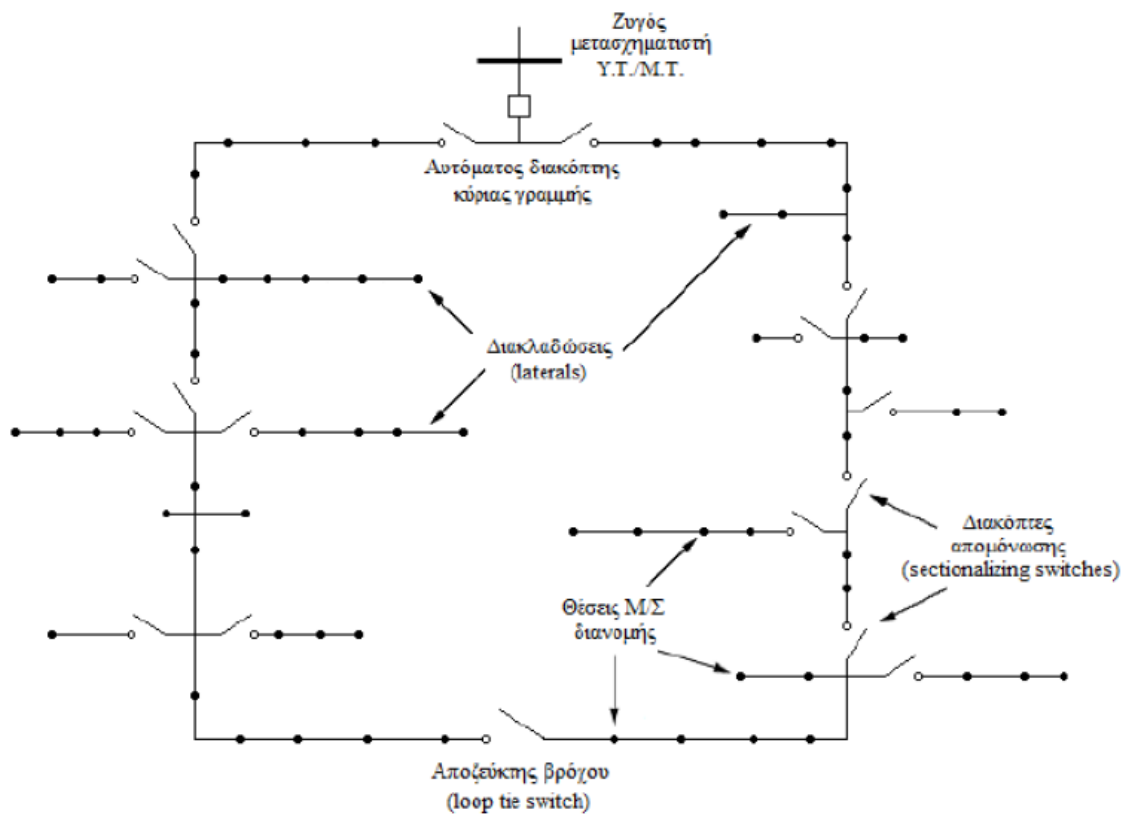 Ζυγός
μετασχηματιστή
Υ.Τ./Μ.Τ.
Αυτόματος διακόπτης
κύριας γραμμής
Διακλαδώσεις
(laterals)
Διακόπτες
απομόνωσης
(sectionalizing switches)
Θέσεις Μ/Σ
διανομής
Αποζεύκτης βρόχου
(loop tie switch)